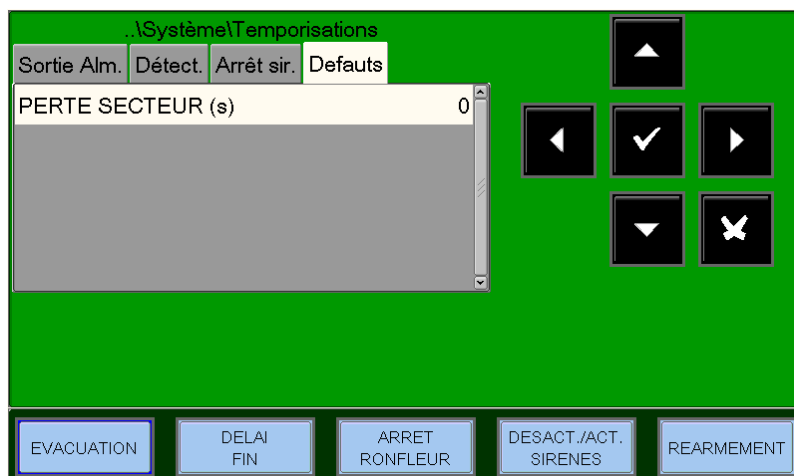 ..\Système\Temporisations
Sortie Alm. Détect. Arrêt sir. Defauts
PERTE SECTEUR (s) 0
EVACUATION
DELAI
FIN
ARRET
RONFLEUR
DESACT./ACT.
SIRENES
REARMEMENT